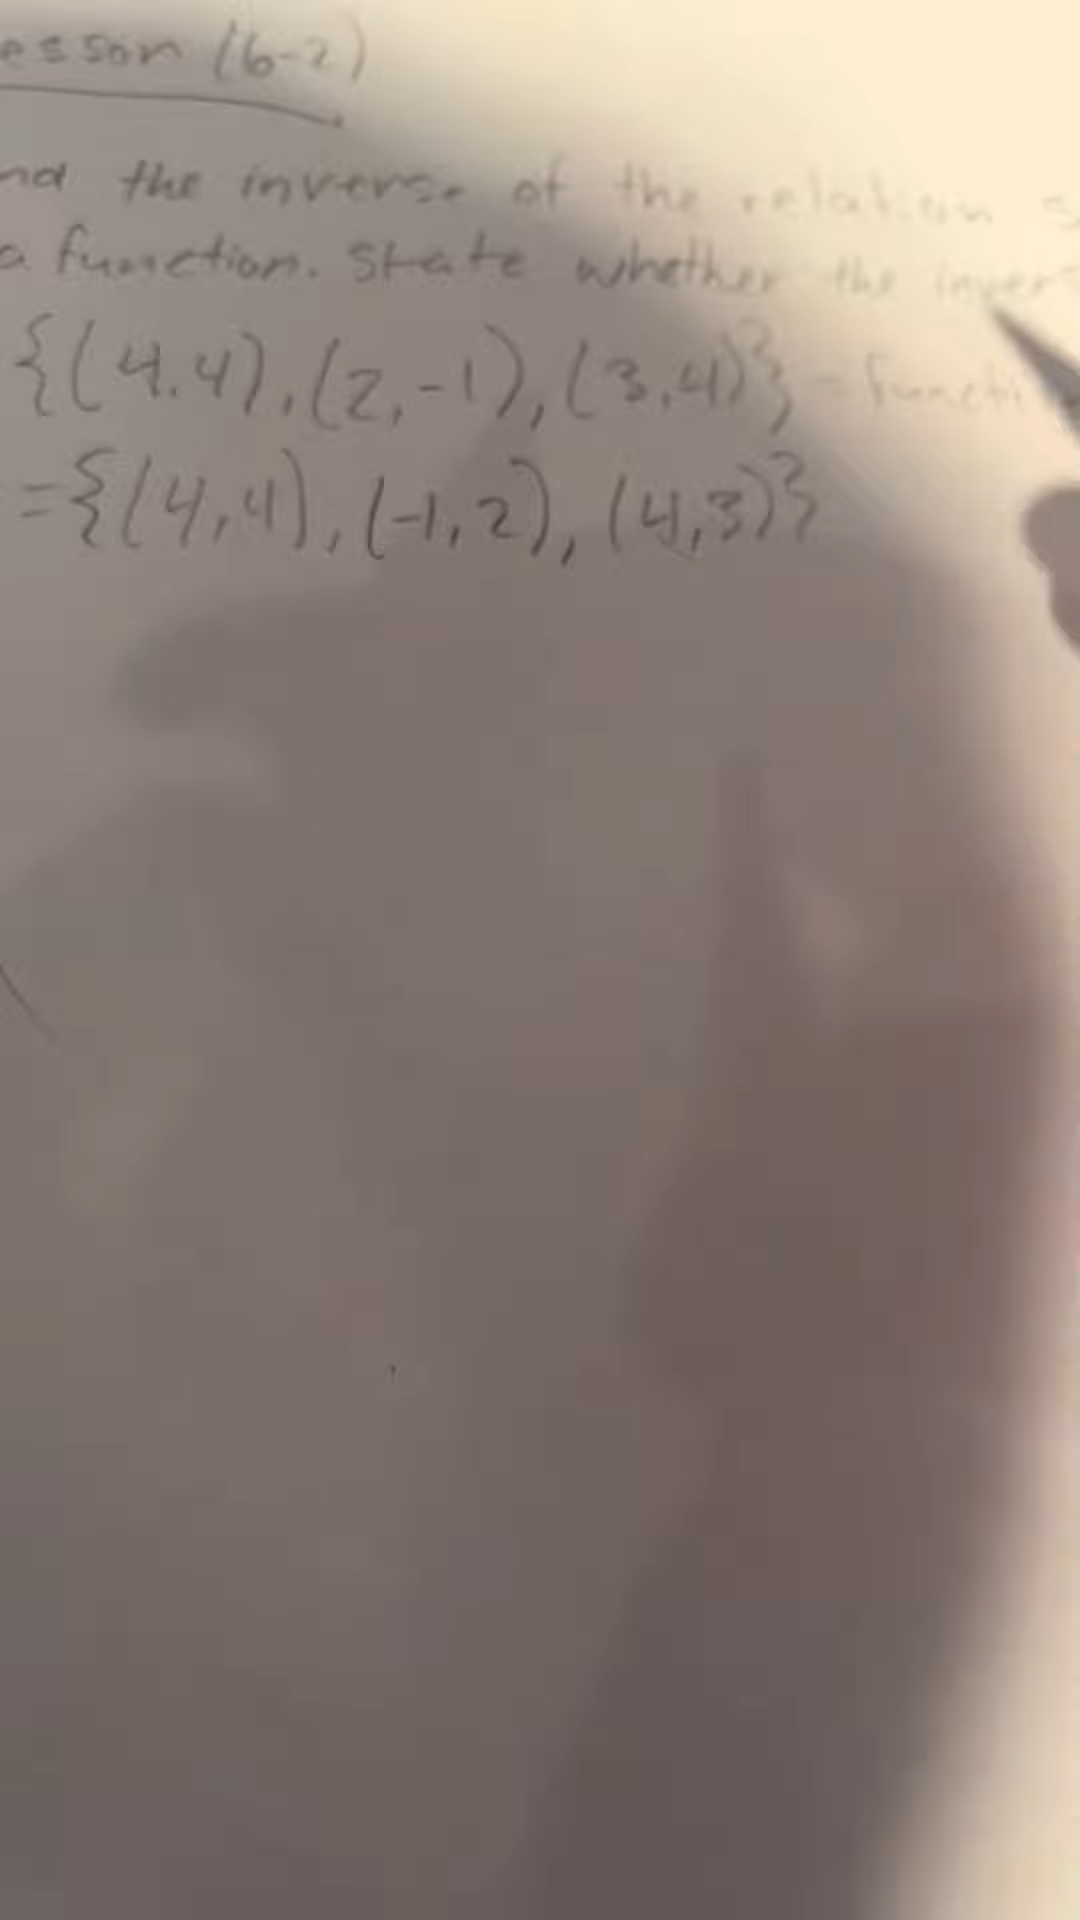 esson (6-2)
nd the inverse of the relation
a function. State whether the
{(4.4),(2,-1),(3,4)} -
={(4,4),(-1,2),(4,3)}